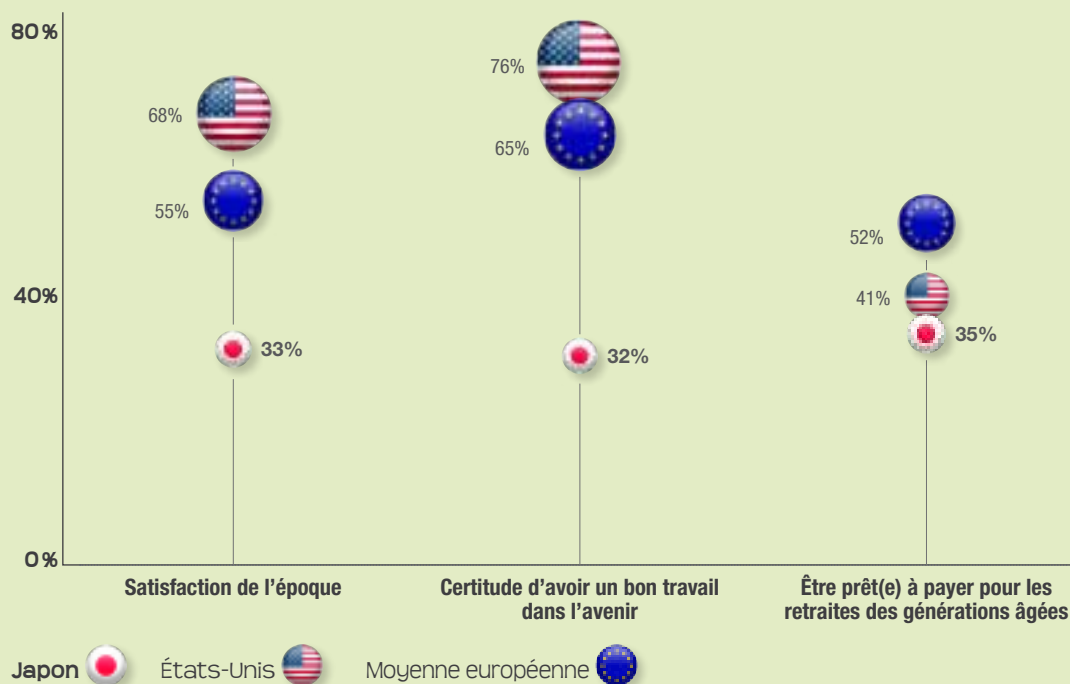 80%
76%
68%
65%
55%
52%
40%
41%
33%
32%
35%
0%
Satisfaction de l’époque
Certitude d’avoir un bon travail
dans l’avenir
Être prêt(e) à payer pour les
retraites des générations âgées
Japon
États-Unis
Moyenne européenne